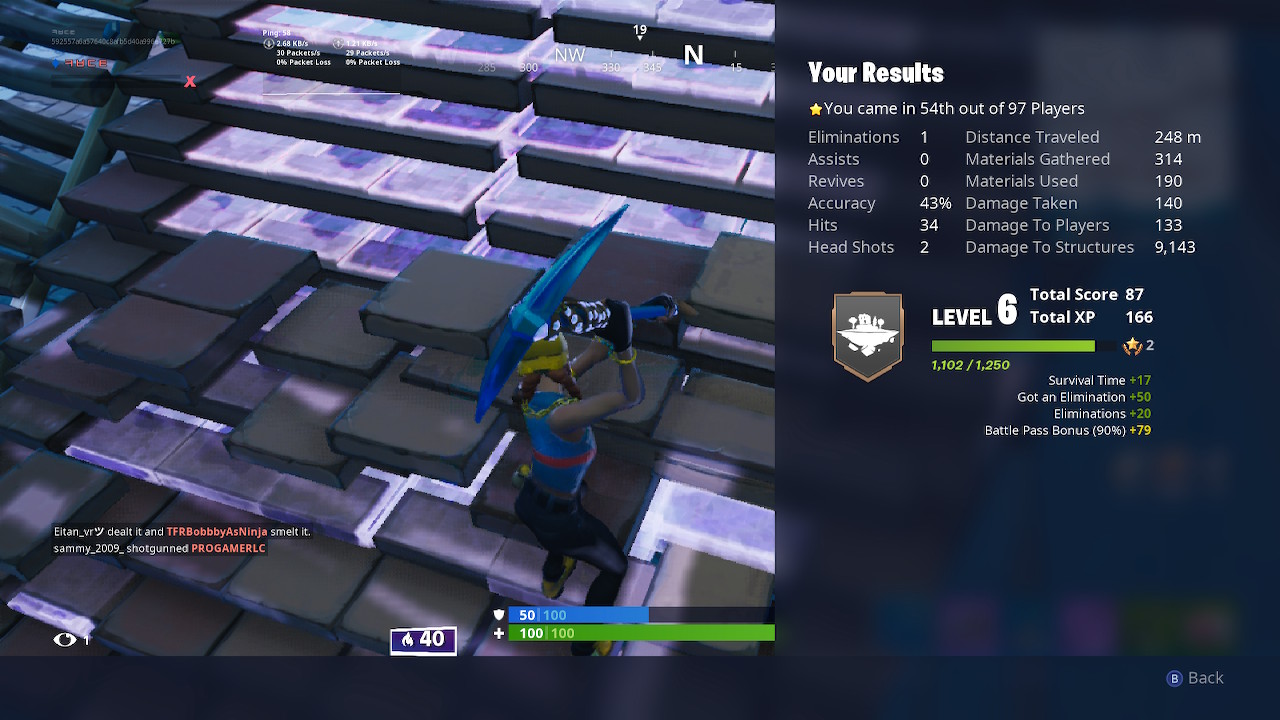 Ping: 58
2.68 KB/s 1.21 KB/s
30 Packets/s 29 Packets/s
0% Packet Loss 0% Packet Loss
19
285 300 NW 330 345 N 15
X
Your Results
You came in 54th out of 97 Players
Eliminations 1 Distance Traveled 248 m
Assists 0 Materials Gathered 314
Revives 0 Materials Used 190
Accuracy 43% Damage Taken 140
Hits 34 Damage To Players 133
Head Shots 2 Damage To Structures 9,143
LEVEL 6
Total Score 87
Total XP 166
2
1,102 / 1,250
Survival Time +17
Got an Elimination +50
Eliminations +20
Battle Pass Bonus (90%) +79
Eitan_vrツ dealt it and TFRBobbbyAsNinja smelt it.
sammy_2009_ shotgunned PROGAMERLC
1
40
50 | 100
100 | 100
B Back